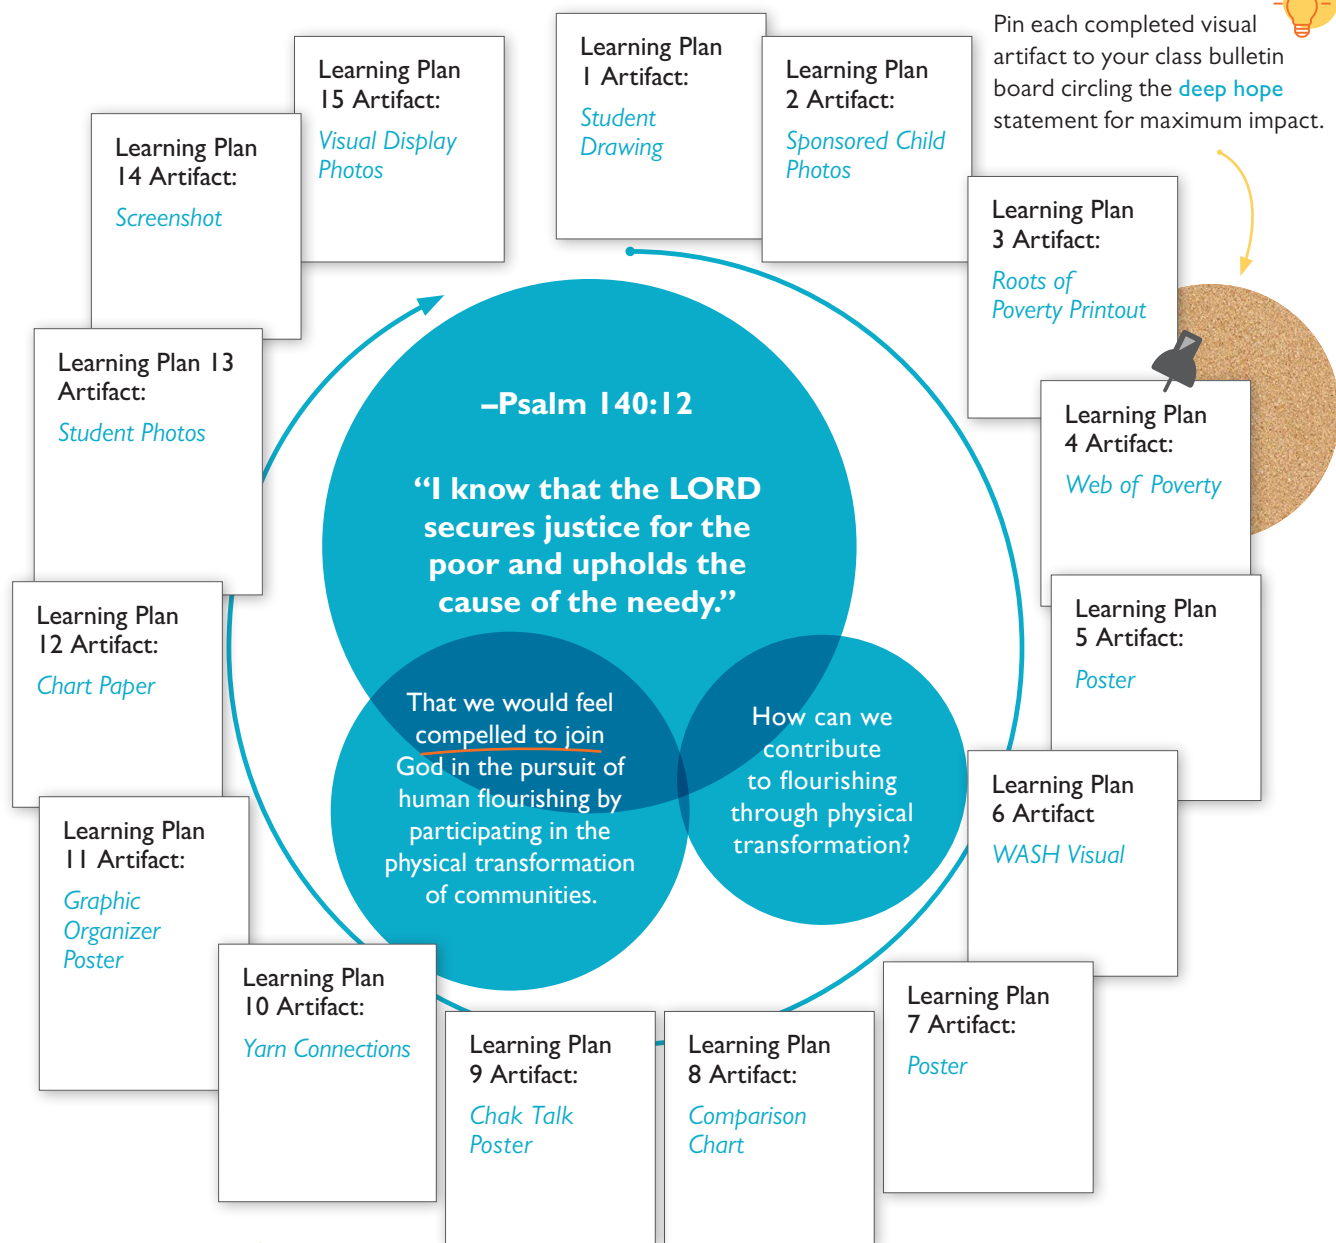 Pin each completed visual
artifact to your class bulletin
board circling the deep hope
statement for maximum impact.
Learning Plan
1 Artifact:
Student
Drawing
Learning Plan
2 Artifact:
Sponsored Child
Photos
Learning Plan
3 Artifact:
Roots of
Poverty Printout
Learning Plan
4 Artifact:
Web of Poverty
Learning Plan
5 Artifact:
Poster
Learning Plan
6 Artifact
WASH Visual
Learning Plan
7 Artifact:
Poster
Learning Plan
8 Artifact:
Comparison
Chart
Learning Plan
9 Artifact:
Chak Talk
Poster
Learning Plan
10 Artifact:
Yarn Connections
Learning Plan
11 Artifact:
Graphic
Organizer
Poster
Learning Plan
12 Artifact:
Chart Paper
Learning Plan 13
Artifact:
Student Photos
Learning Plan
14 Artifact:
Screenshot
Learning Plan
15 Artifact:
Visual Display
Photos
–Psalm 140:12
“I know that the LORD
secures justice for the
poor and upholds the
cause of the needy.”
That we would feel
compelled to join
God in the pursuit of
human flourishing by
participating in the
physical transformation
of communities.
How can we
contribute
to flourishing
through physical
transformation?